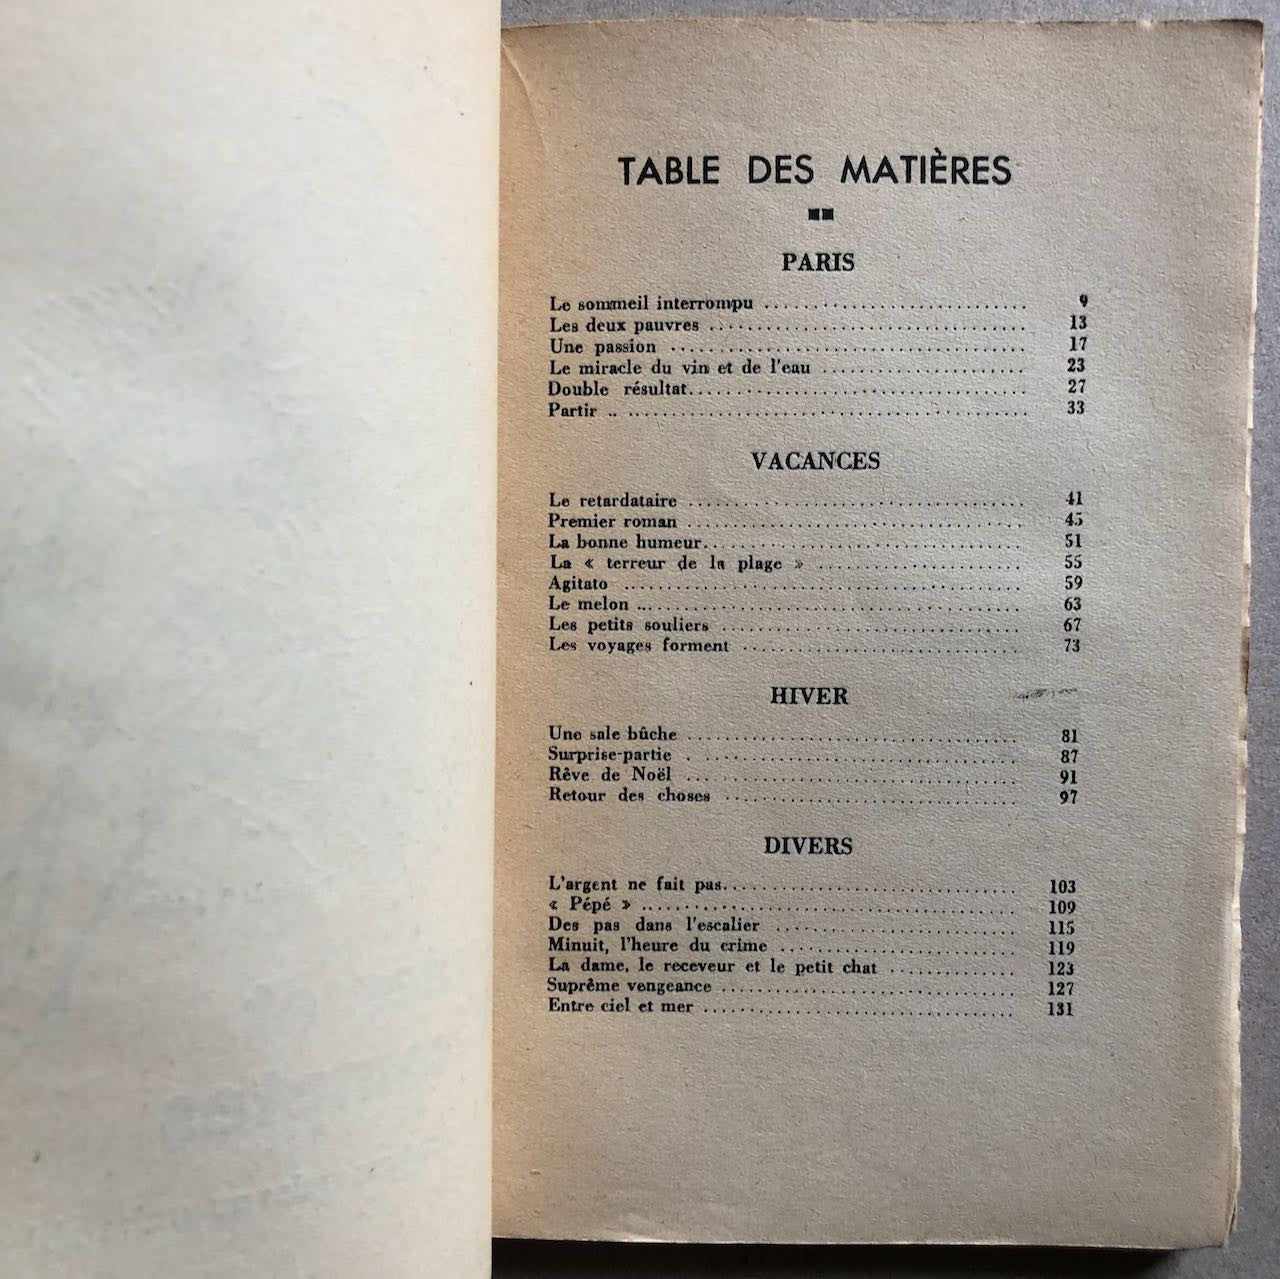 TABLE DES MATIÈRES
PARIS
Le sommeil interrompu ............................ 9
Les deux pauvres ................................ 13
Une passion .................................... 17
Le miracle du vin et de l'eau ...................... 23
Double résultat.................................. 27
Partir .. ........................................ 33
VACANCES
Le retardataire .................................. 41
Premier roman .................................. 45
La bonne humeur................................ 51
La « terreur de la plage » ...................... 55
Agitato ........................................ 59
Le melon ...................................... 63
Les petits souliers .............................. 67
Les voyages forment ............................ 73
HIVER
Une sale bûche .................................. 81
Surprise-partie . ................................ 87
Rêve de Noël .................................. 91
Retour des choses .............................. 97
DIVERS
L'argent ne fait pas.............................. 103
« Pépé » ...................................... 109
Des pas dans l'escalier .......................... 115
Minuit, l'heure du crime ........................ 119
La dame, le receveur et le petit chat .............. 123
Suprême vengeance .............................. 127
Entre ciel et mer ................................ 131